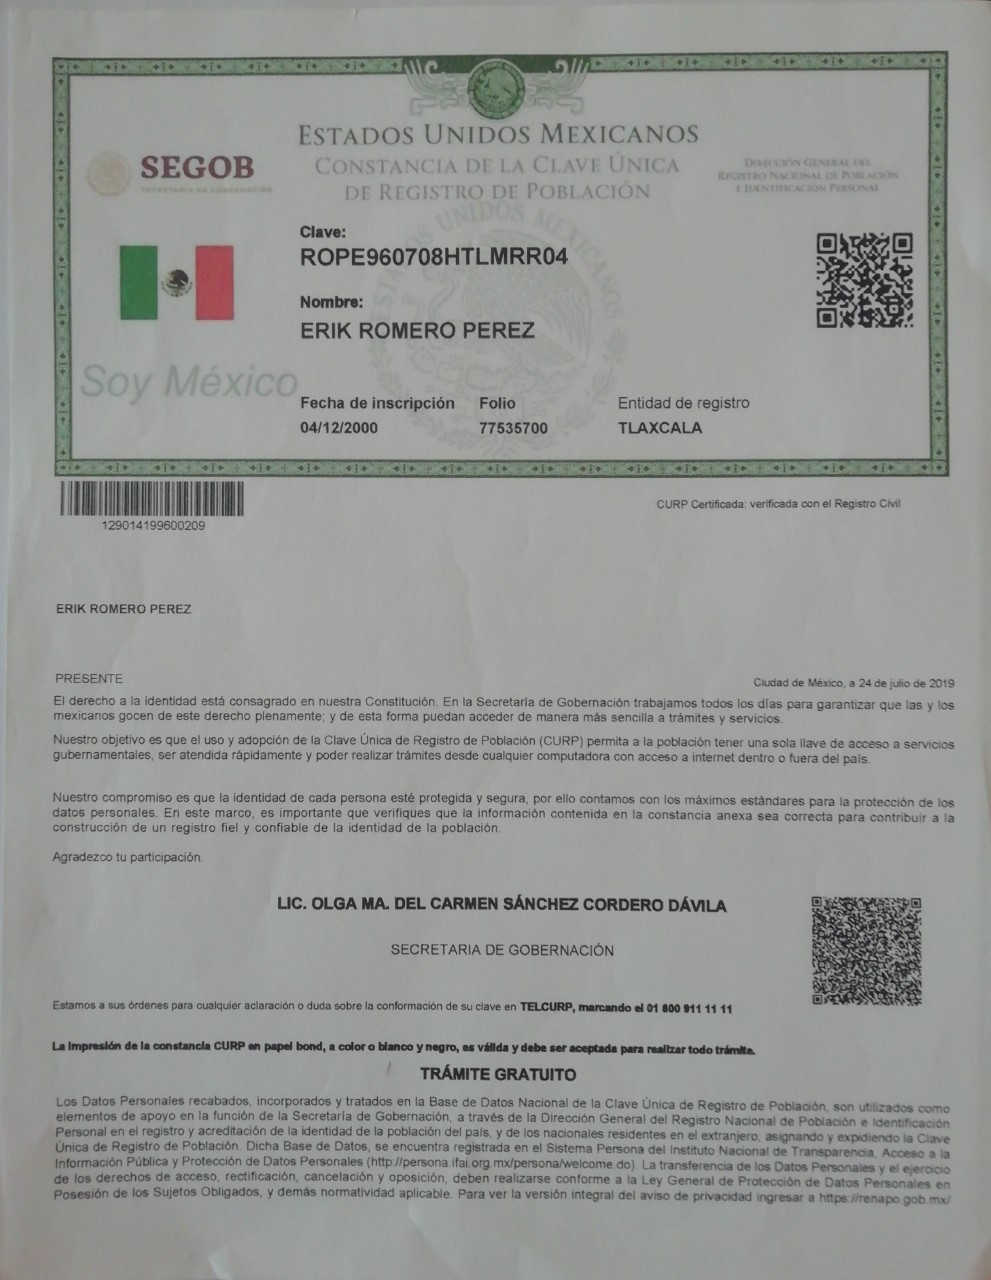 ESTADOS UNIDOS MEXICANOS
CONSTANCIA DE LA CLAVE ÚNICA
DE REGISTRO DE POBLACIÓN
SEGOB
SECRETARÍA DE GOBERNACIÓN
DIRECCIÓN GENERAL DEL
REGISTRO NACIONAL DE POBLACIÓN
E IDENTIFICACIÓN PERSONAL
Clave:
ROPE960708HTLMRR04
Nombre:
ERIK ROMERO PEREZ
Soy México
Fecha de inscripción Folio Entidad de registro
04/12/2000 77535700 TLAXCALA
ESTADOS UNIDOS MEXICANOS
129014199600209
CURP Certificada: verificada con el Registro Civil
ERIK ROMERO PEREZ
PRESENTE
Ciudad de México, a 24 de julio de 2019
El derecho a la identidad está consagrado en nuestra Constitución. En la Secretaría de Gobernación trabajamos todos los días para garantizar que las y los
mexicanos gocen de este derecho plenamente; y de esta forma puedan acceder de manera más sencilla a trámites y servicios.
Nuestro objetivo es que el uso y adopción de la Clave Única de Registro de Población (CURP) permita a la población tener una sola llave de acceso a servicios
gubernamentales, ser atendida rápidamente y poder realizar trámites desde cualquier computadora con acceso a internet dentro o fuera del país.
Nuestro compromiso es que la identidad de cada persona esté protegida y segura, por ello contamos con los máximos estándares para la protección de los
datos personales. En este marco, es importante que verifiques que la información contenida en la constancia anexa sea correcta para contribuir a la
construcción de un registro fiel y confiable de la identidad de la población.
Agradezco tu participación.
LIC. OLGA MA. DEL CARMEN SÁNCHEZ CORDERO DÁVILA
SECRETARIA DE GOBERNACIÓN
Estamos a sus órdenes para cualquier aclaración o duda sobre la conformación de su clave en TELCURP, marcando el 01 800 911 11 11
La impresión de la constancia CURP en papel bond, a color o blanco y negro, es válida y debe ser aceptada para realizar todo trámite.
TRÁMITE GRATUITO
Los Datos Personales recabados, incorporados y tratados en la Base de Datos Nacional de la Clave Única de Registro de Población, son utilizados como
elementos de apoyo en la función de la Secretaría de Gobernación, a través de la Dirección General del Registro Nacional de Población e Identificación
Personal en el registro y acreditación de la identidad de la población del país, y de los nacionales residentes en el extranjero, asignando y expidiendo la Clave
Única de Registro de Población. Dicha Base de Datos, se encuentra registrada en el Sistema Persona del Instituto Nacional de Transparencia, Acceso a la
Información Pública y Protección de Datos Personales (http://persona.ifai.org.mx/persona/welcome.do). La transferencia de los Datos Personales y el ejercicio
de los derechos de acceso, rectificación, cancelación y oposición, deben realizarse conforme a la Ley General de Protección de Datos Personales en
Posesión de los Sujetos Obligados, y demás normatividad aplicable. Para ver la versión integral del aviso de privacidad ingresar a https://renapo.gob.mx/